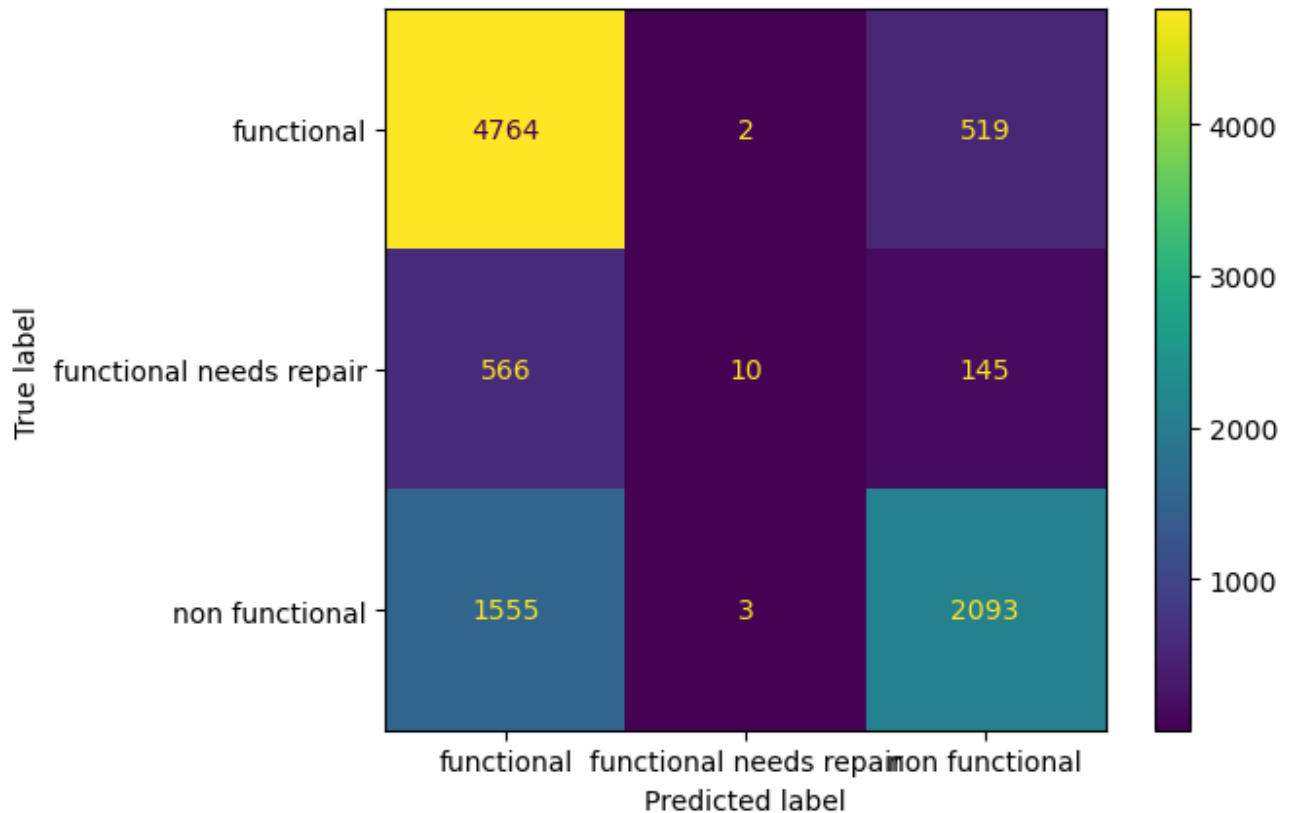 functional
4764
2
519
4000
functional needs repair
566
10
145
3000
True label
2000
non functional
1555
3
2093
1000
functional
functional needs repair
non functional
Predicted label